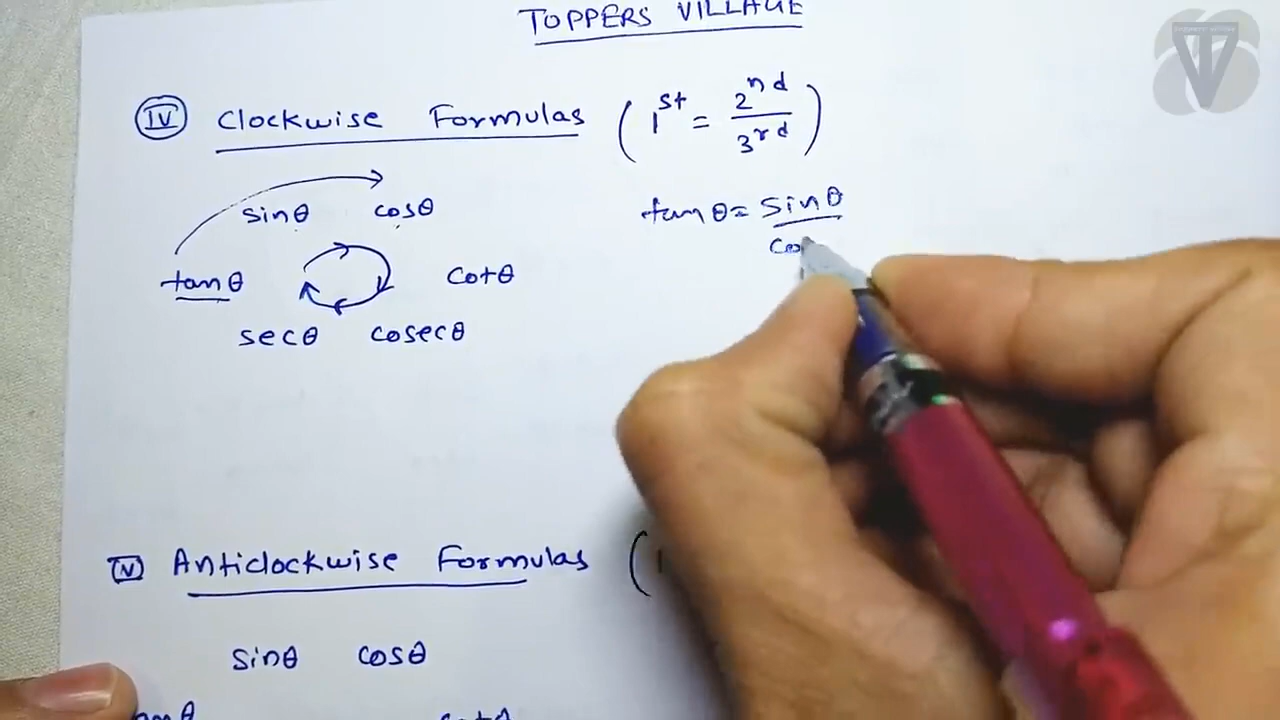 TOPPERS VILLAGE
IV Clockwise Formulas (1st = 2nd/3rd)
sinθ cosθ
tanθ = sinθ/
tanθ cotθ
secθ cosecθ
V Anticlockwise Formulas (
sinθ cosθ